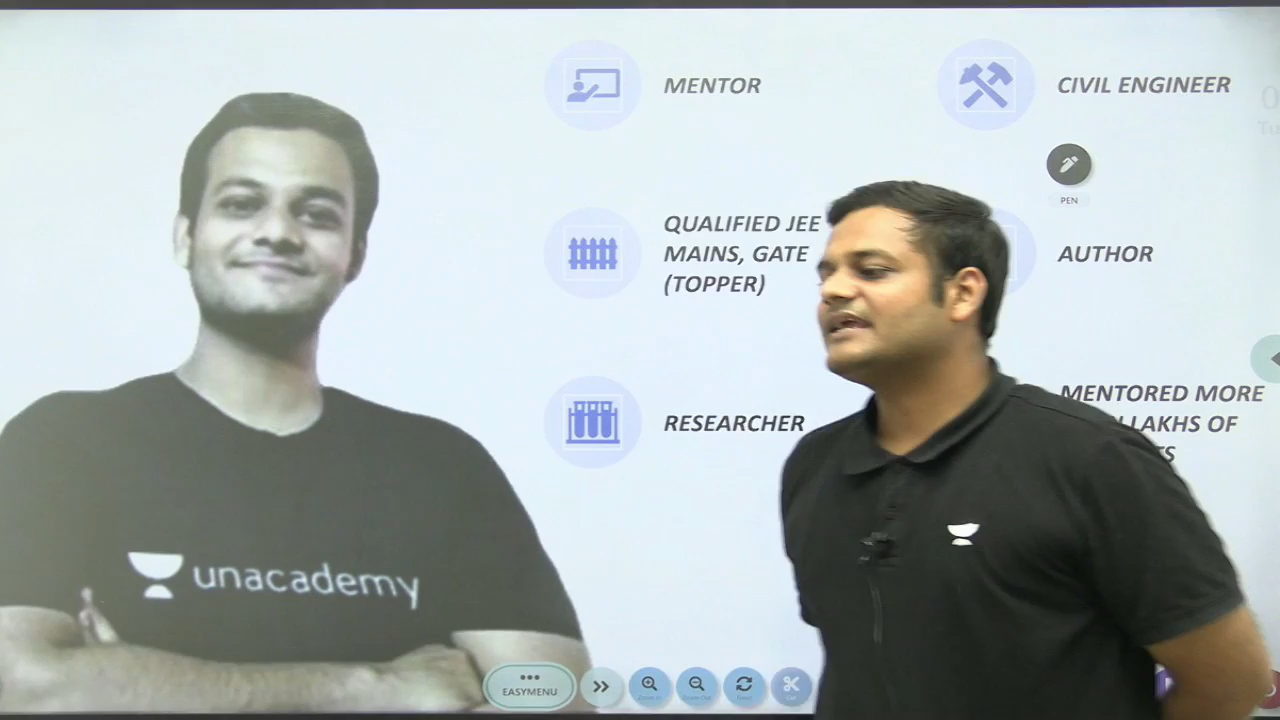 MENTOR
CIVIL ENGINEER
PEN
QUALIFIED JEE
MAINS, GATE
(TOPPER)
AUTHOR
RESEARCHER
MENTORED MORE
LAKHS OF
unacademy
EASYMENU